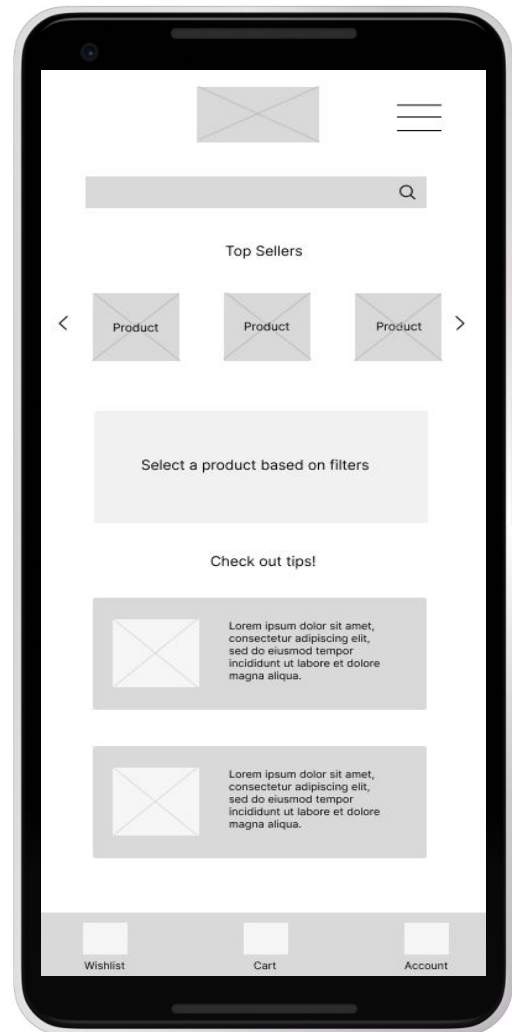 Top Sellers
Product
Product
Product
Select a product based on filters
Check out tips!
Lorem ipsum dolor sit amet,
consectetur adipiscing elit,
sed do eiusmod tempor
incididunt ut labore et dolore
magna aliqua.
Lorem ipsum dolor sit amet,
consectetur adipiscing elit,
sed do eiusmod tempor
incididunt ut labore et dolore
magna aliqua.
Wishlist
Cart
Account